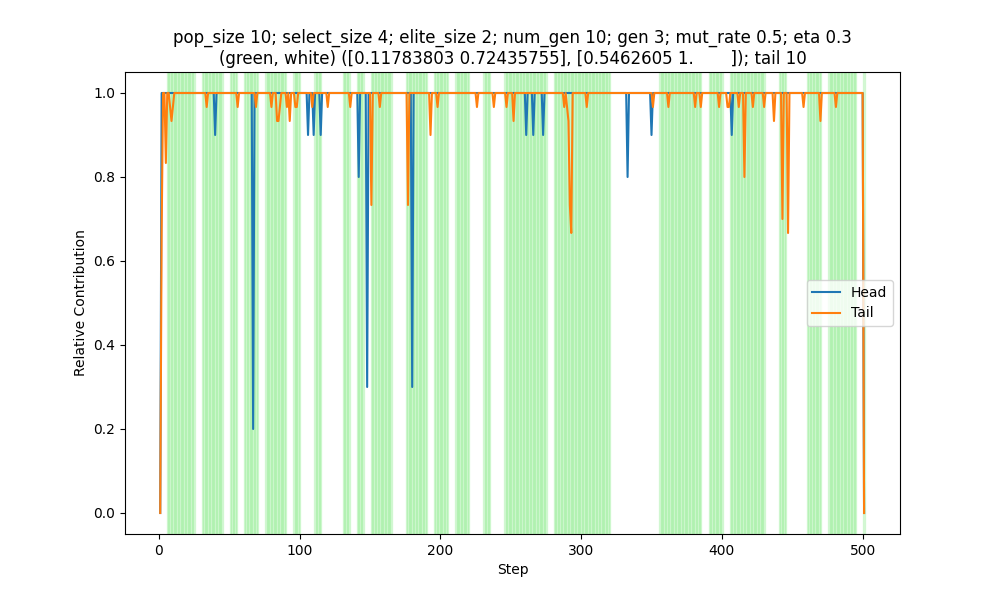 pop_size 10; select_size 4; elite_size 2; num_gen 10; gen 3; mut_rate 0.5; eta 0.3
(green, white) ([0.11783803 0.72435755], [0.5462605 1.        ]); tail 10
1.0
0.8
0.6
0.4
0.2
0.0
Relative Contribution
Head
Tail
0
100
200
300
400
500
Step